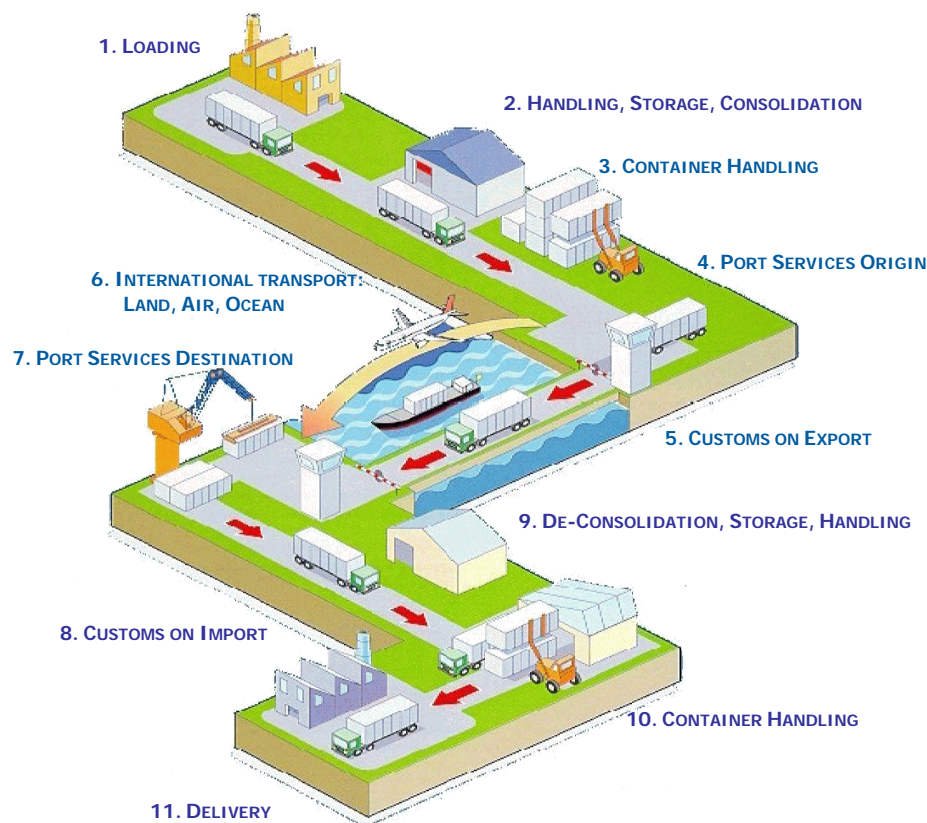 1. LOADING
2. HANDLING, STORAGE, CONSOLIDATION
3. CONTAINER HANDLING
4. PORT SERVICES ORIGIN
6. INTERNATIONAL TRANSPORT:
LAND, AIR, OCEAN
7. PORT SERVICES DESTINATION
5. CUSTOMS ON EXPORT
9. DE-CONSOLIDATION, STORAGE, HANDLING
8. CUSTOMS ON IMPORT
10. CONTAINER HANDLING
11. DELIVERY